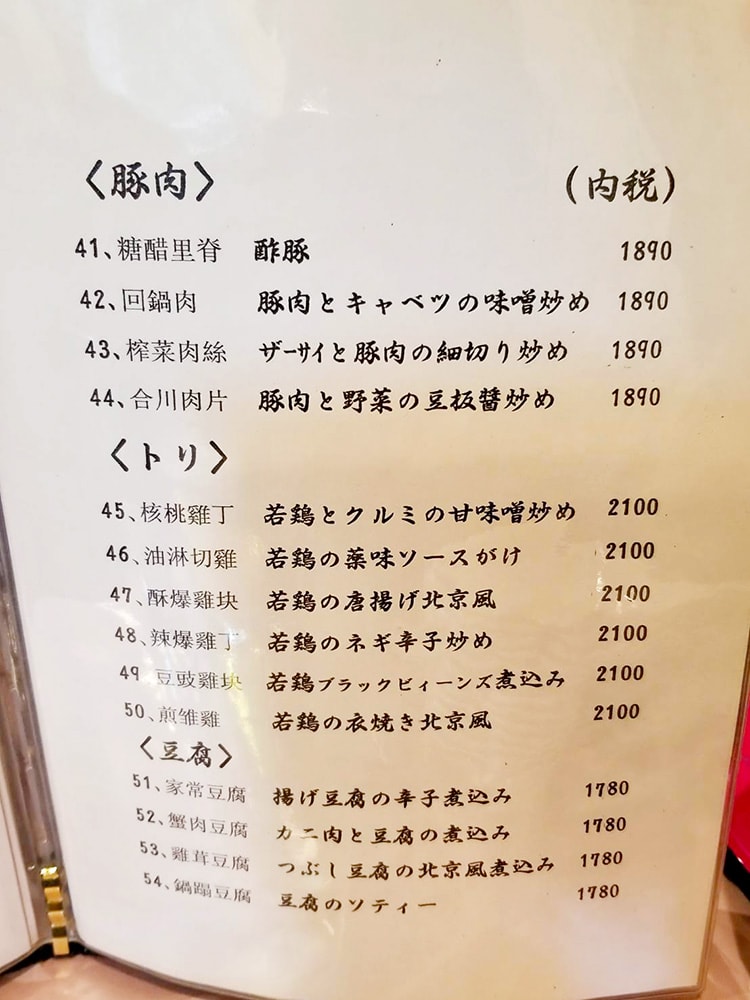 〈豚肉〉 (内税)
41、糖醋里脊 酢豚 1890
42、回鍋肉 豚肉とキャベツの味噌炒め 1890
43、榨菜肉絲 ザーサイと豚肉の細切り炒め 1890
44、合川肉片 豚肉と野菜の豆板醤炒め 1890
〈トリ〉
45、核桃雞丁 若鶏とクルミの甘味噌炒め 2100
46、油淋切雞 若鶏の薬味ソースがけ 2100
47、酥爆雞块 若鶏の唐揚げ北京風 2100
48、辣爆雞丁 若鶏のネギ辛子炒め 2100
49、豆豉雞块 若鶏ブラックビィーンズ煮込み 2100
50、煎雏雞 若鶏の衣焼き北京風 2100
〈豆腐〉
51、家常豆腐 揚げ豆腐の辛子煮込み 1780
52、蟹肉豆腐 カニ肉と豆腐の煮込み 1780
53、雞茸豆腐 つぶし豆腐の北京風煮込み 1780
54、鍋蹋豆腐 豆腐のソティー 1780